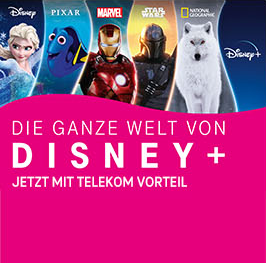 Disney
PIXAR
MARVEL
STAR WARS
NATIONAL GEOGRAPHIC
Disney+
DIE GANZE WELT VON
DISNEY+
JETZT MIT TELEKOM VORTEIL